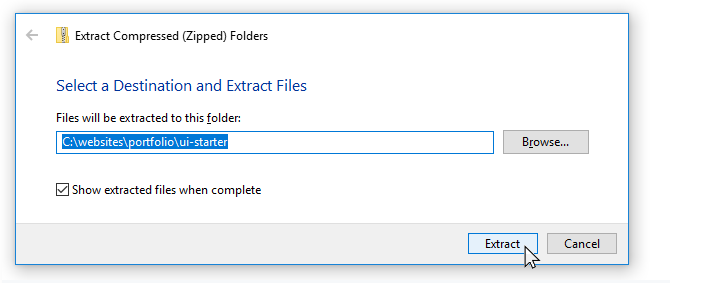 Extract Compressed (Zipped) Folders
Select a Destination and Extract Files
Files will be extracted to this folder:
C:\websites\portfolio\ui-starter
Browse...
Show extracted files when complete
Extract
Cancel